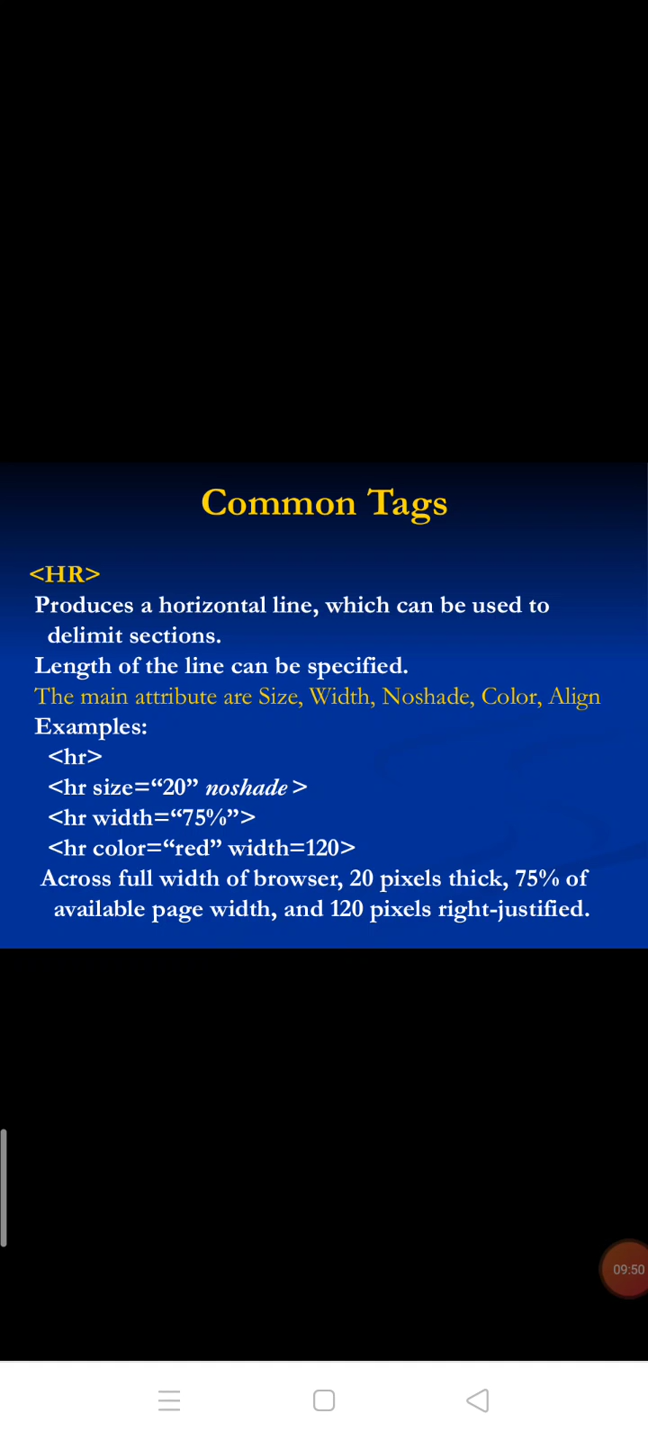 Common Tags
<HR>
Produces a horizontal line, which can be used to
delimit sections.
Length of the line can be specified.
The main attribute are Size, Width, Noshade, Color, Align
Examples:
<hr>
<hr size=“20” noshade >
<hr width=“75%”>
<hr color=“red” width=120>
Across full width of browser, 20 pixels thick, 75% of
available page width, and 120 pixels right-justified.
09:50